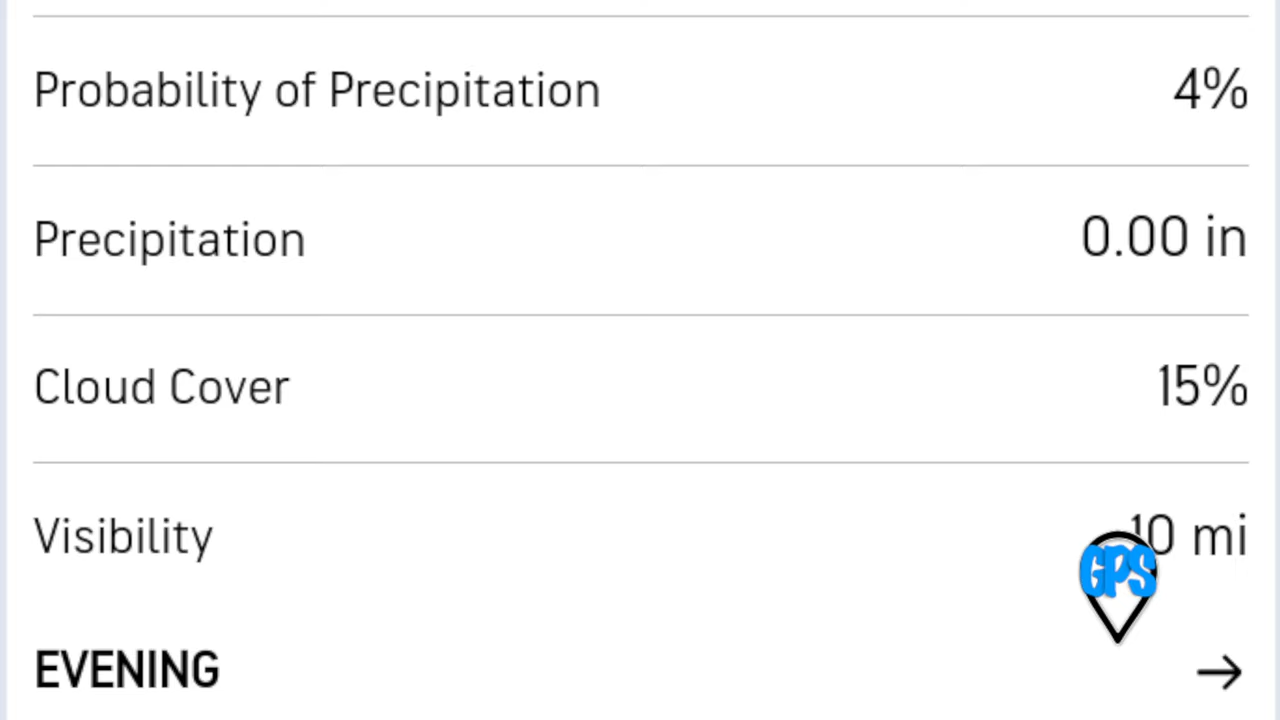 Probability of Precipitation 4%
Precipitation 0.00 in
Cloud Cover 15%
Visibility 10 mi
GPS
EVENING →